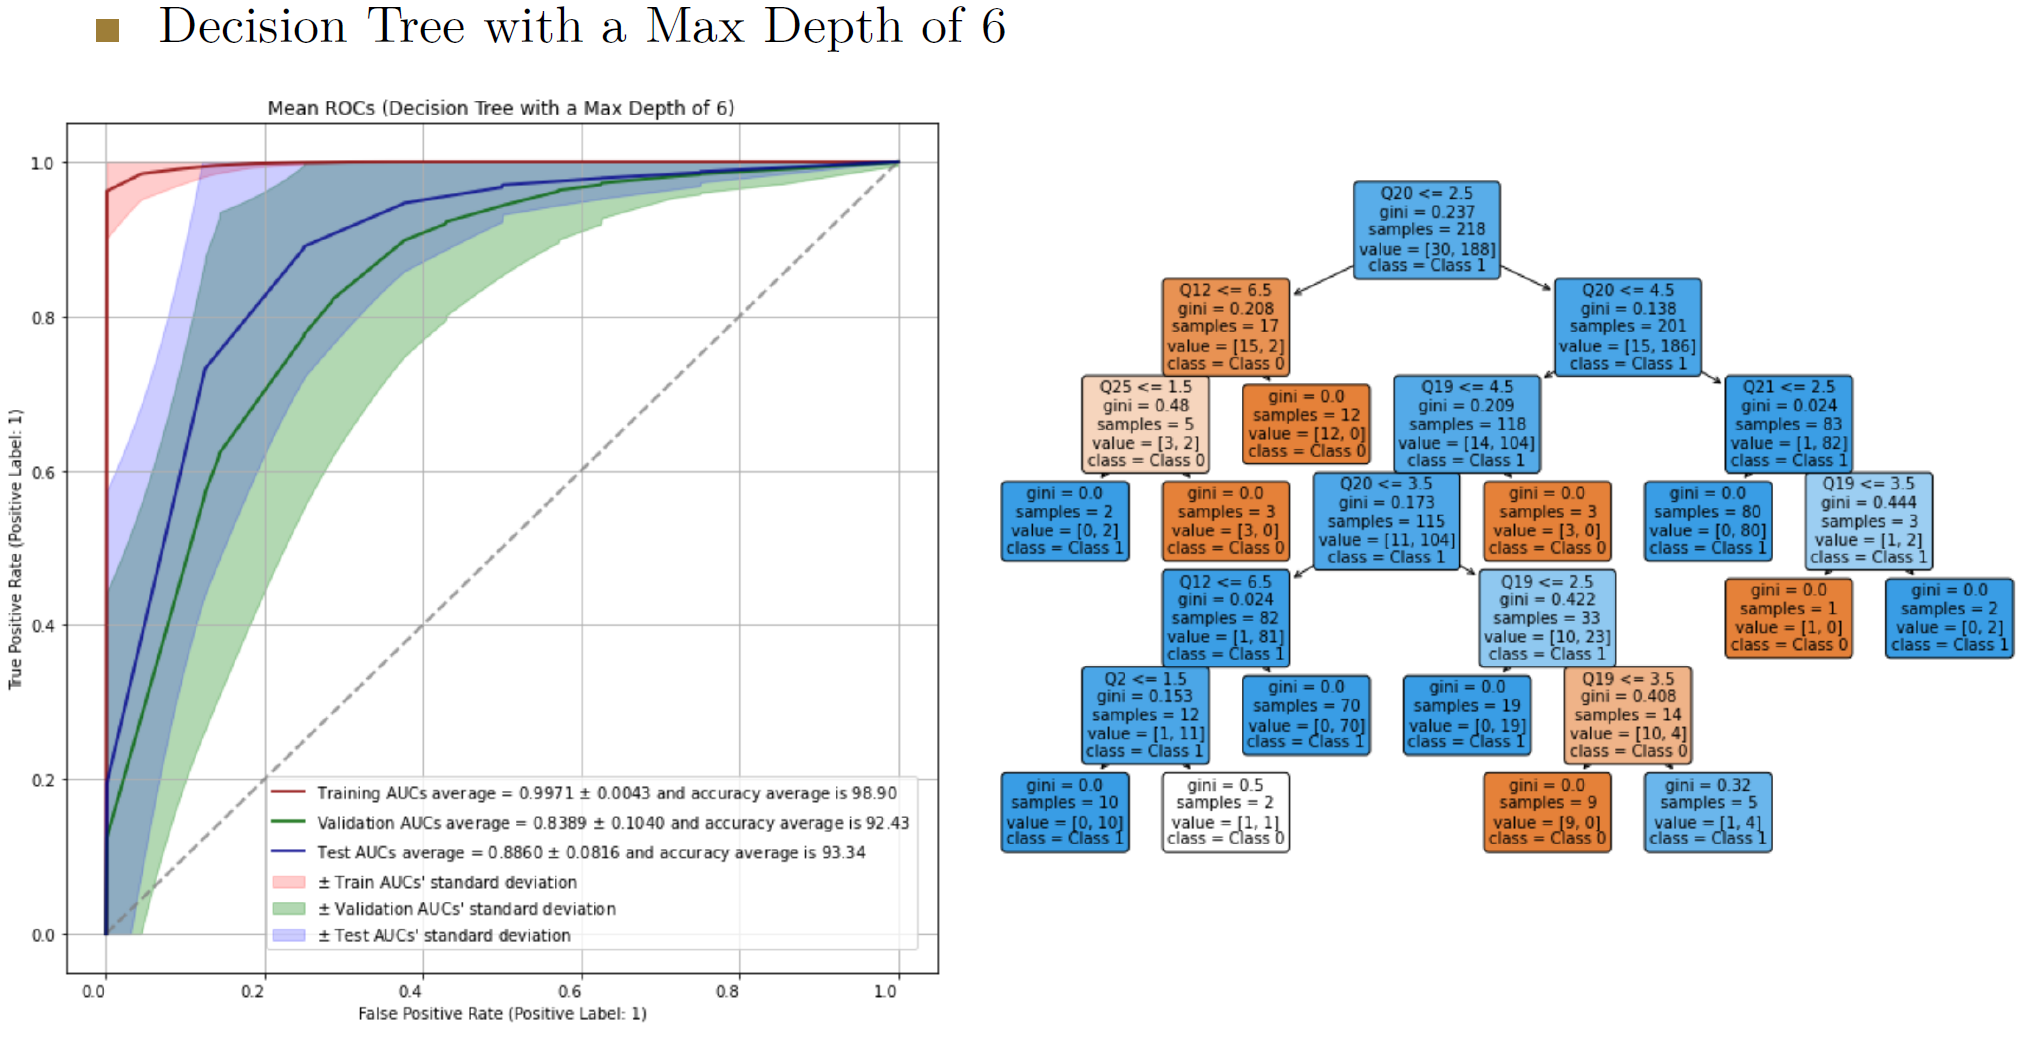 Decision Tree with a Max Depth of 6
Mean ROCs (Decision Tree with a Max Depth of 6)
True Positive Rate (Positive Label: 1)
1.0
0.8
0.6
0.4
0.2
0.0
Training AUCs average = 0.9971 ± 0.0043 and accuracy average is 98.90
Validation AUCs average = 0.8389 ± 0.1040 and accuracy average is 92.43
Test AUCs average = 0.8860 ± 0.0816 and accuracy average is 93.34
± Train AUCs' standard deviation
± Validation AUCs' standard deviation
± Test AUCs' standard deviation
0.0 0.2 0.4 0.6 0.8 1.0
False Positive Rate (Positive Label: 1)
Q20 <= 2.5
gini = 0.237
samples = 218
value = [30, 188]
class = Class 1
Q12 <= 6.5
gini = 0.208
samples = 17
value = [15, 2]
class = Class 0
Q20 <= 4.5
gini = 0.138
samples = 201
value = [15, 186]
class = Class 1
Q25 <= 1.5
gini = 0.48
samples = 5
value = [3, 2]
class = Class 0
gini = 0.0
samples = 12
value = [12, 0]
class = Class 0
Q19 <= 4.5
gini = 0.209
samples = 118
value = [14, 104]
class = Class 1
Q21 <= 2.5
gini = 0.024
samples = 83
value = [1, 82]
class = Class 1
gini = 0.0
samples = 2
value = [0, 2]
class = Class 1
gini = 0.0
samples = 3
value = [3, 0]
class = Class 0
Q20 <= 3.5
gini = 0.173
samples = 115
value = [11, 104]
class = Class 1
gini = 0.0
samples = 3
value = [3, 0]
class = Class 0
gini = 0.0
samples = 80
value = [0, 80]
class = Class 1
Q19 <= 3.5
gini = 0.444
samples = 3
value = [1, 2]
class = Class 1
Q12 <= 6.5
gini = 0.024
samples = 82
value = [1, 81]
class = Class 1
Q19 <= 2.5
gini = 0.422
samples = 33
value = [10, 23]
class = Class 1
gini = 0.0
samples = 1
value = [1, 0]
class = Class 0
gini = 0.0
samples = 2
value = [0, 2]
class = Class 1
Q2 <= 1.5
gini = 0.153
samples = 12
value = [1, 11]
class = Class 1
gini = 0.0
samples = 70
value = [0, 70]
class = Class 1
gini = 0.0
samples = 19
value = [0, 19]
class = Class 1
Q19 <= 3.5
gini = 0.408
samples = 14
value = [10, 4]
class = Class 0
gini = 0.0
samples = 10
value = [0, 10]
class = Class 1
gini = 0.5
samples = 2
value = [1, 1]
class = Class 0
gini = 0.0
samples = 9
value = [9, 0]
class = Class 0
gini = 0.32
samples = 5
value = [1, 4]
class = Class 1